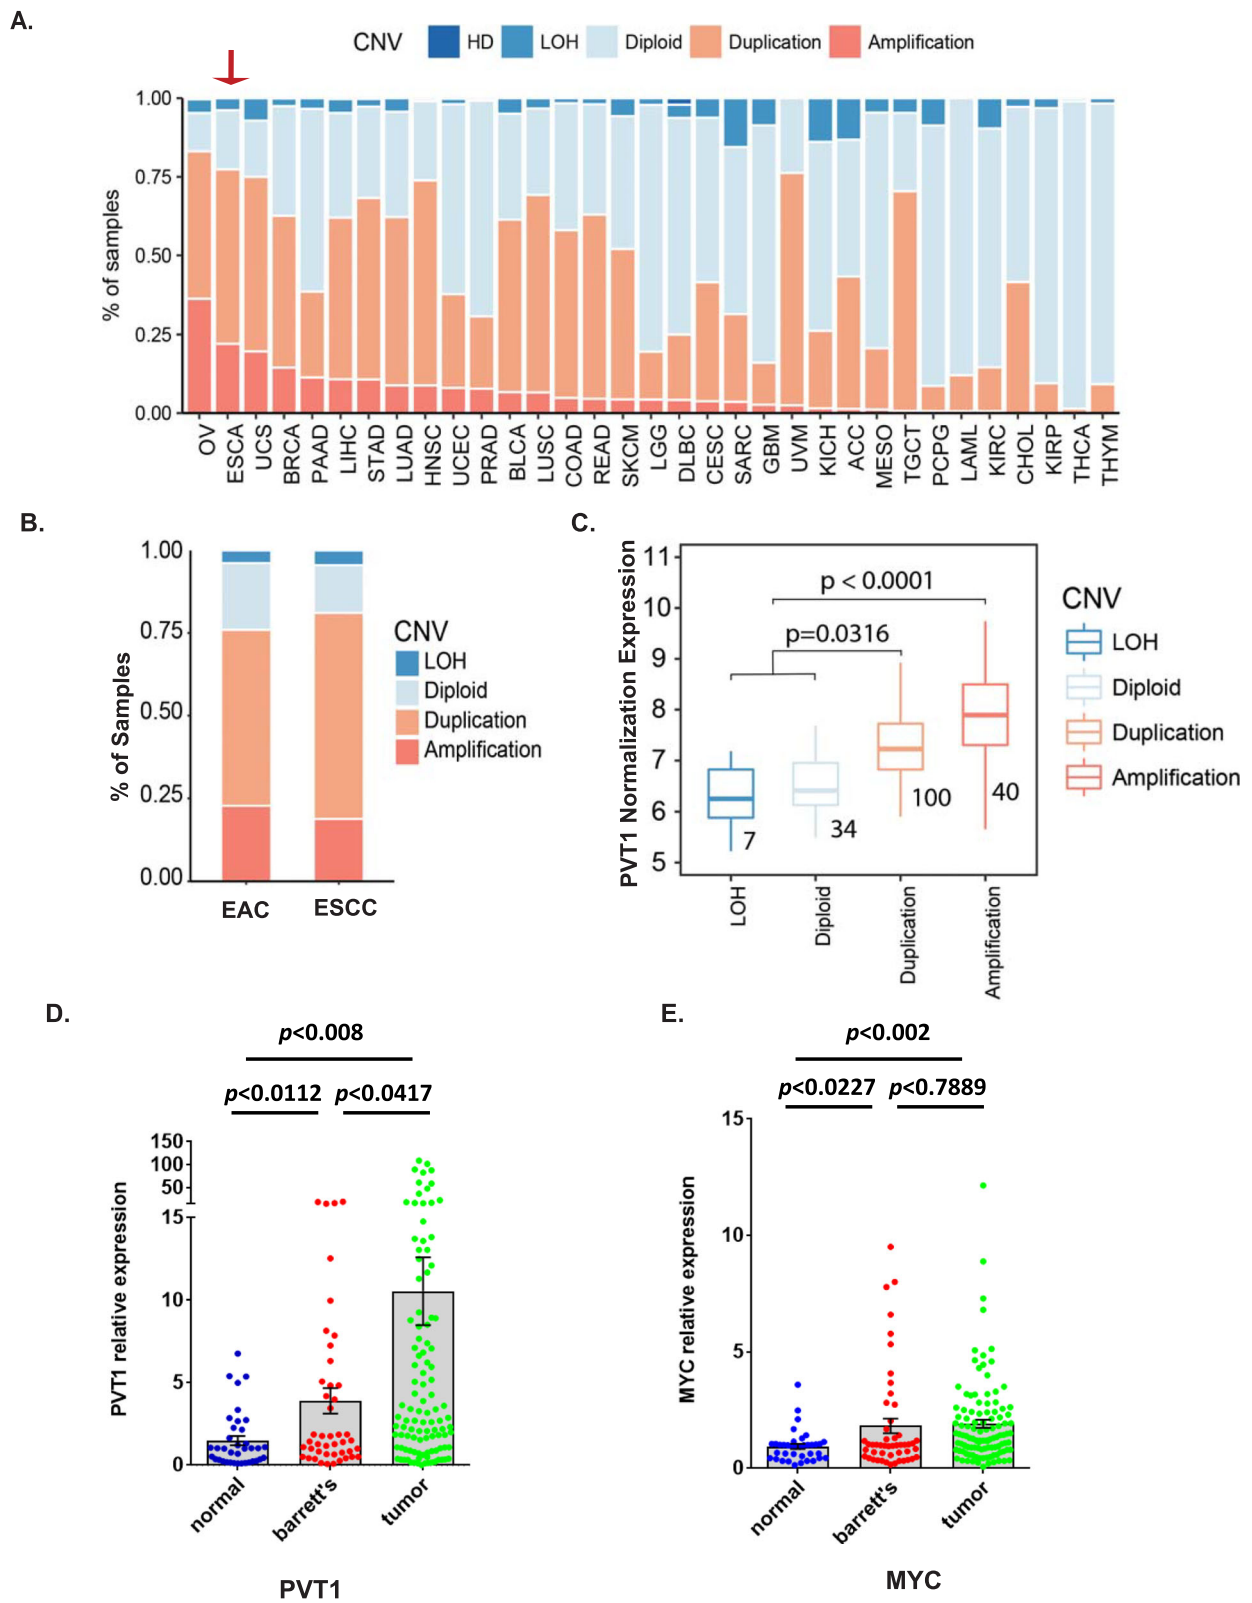 A.
CNV HD LOH Diploid Duplication Amplification
% of samples
1.00
0.75
0.50
0.25
0.00
OV ESCA UCS BRCA PAAD LIHC STAD LUAD HNSC UCEC PRAD BLCA LUSC COAD READ SKCM LGG DLBC CESC SARC GBM UVM KICH ACC MESO TGCT PCPG LAML KIRC CHOL KIRP THCA THYM
B.
% of Samples
1.00
0.75
0.50
0.25
0.00
EAC ESCC
CNV
LOH
Diploid
Duplication
Amplification
C.
PVT1 Normalization Expression
11
10
9
8
7
6
5
p < 0.0001
p=0.0316
7 34 100 40
LOH Diploid Duplication Amplification
CNV
LOH
Diploid
Duplication
Amplification
D.
p<0.008
p<0.0112 p<0.0417
PVT1 relative expression
150
100
50
15
10
5
0
normal barrett's tumor
PVT1
E.
p<0.002
p<0.0227 p<0.7889
MYC relative expression
15
10
5
0
normal barrett's tumor
MYC